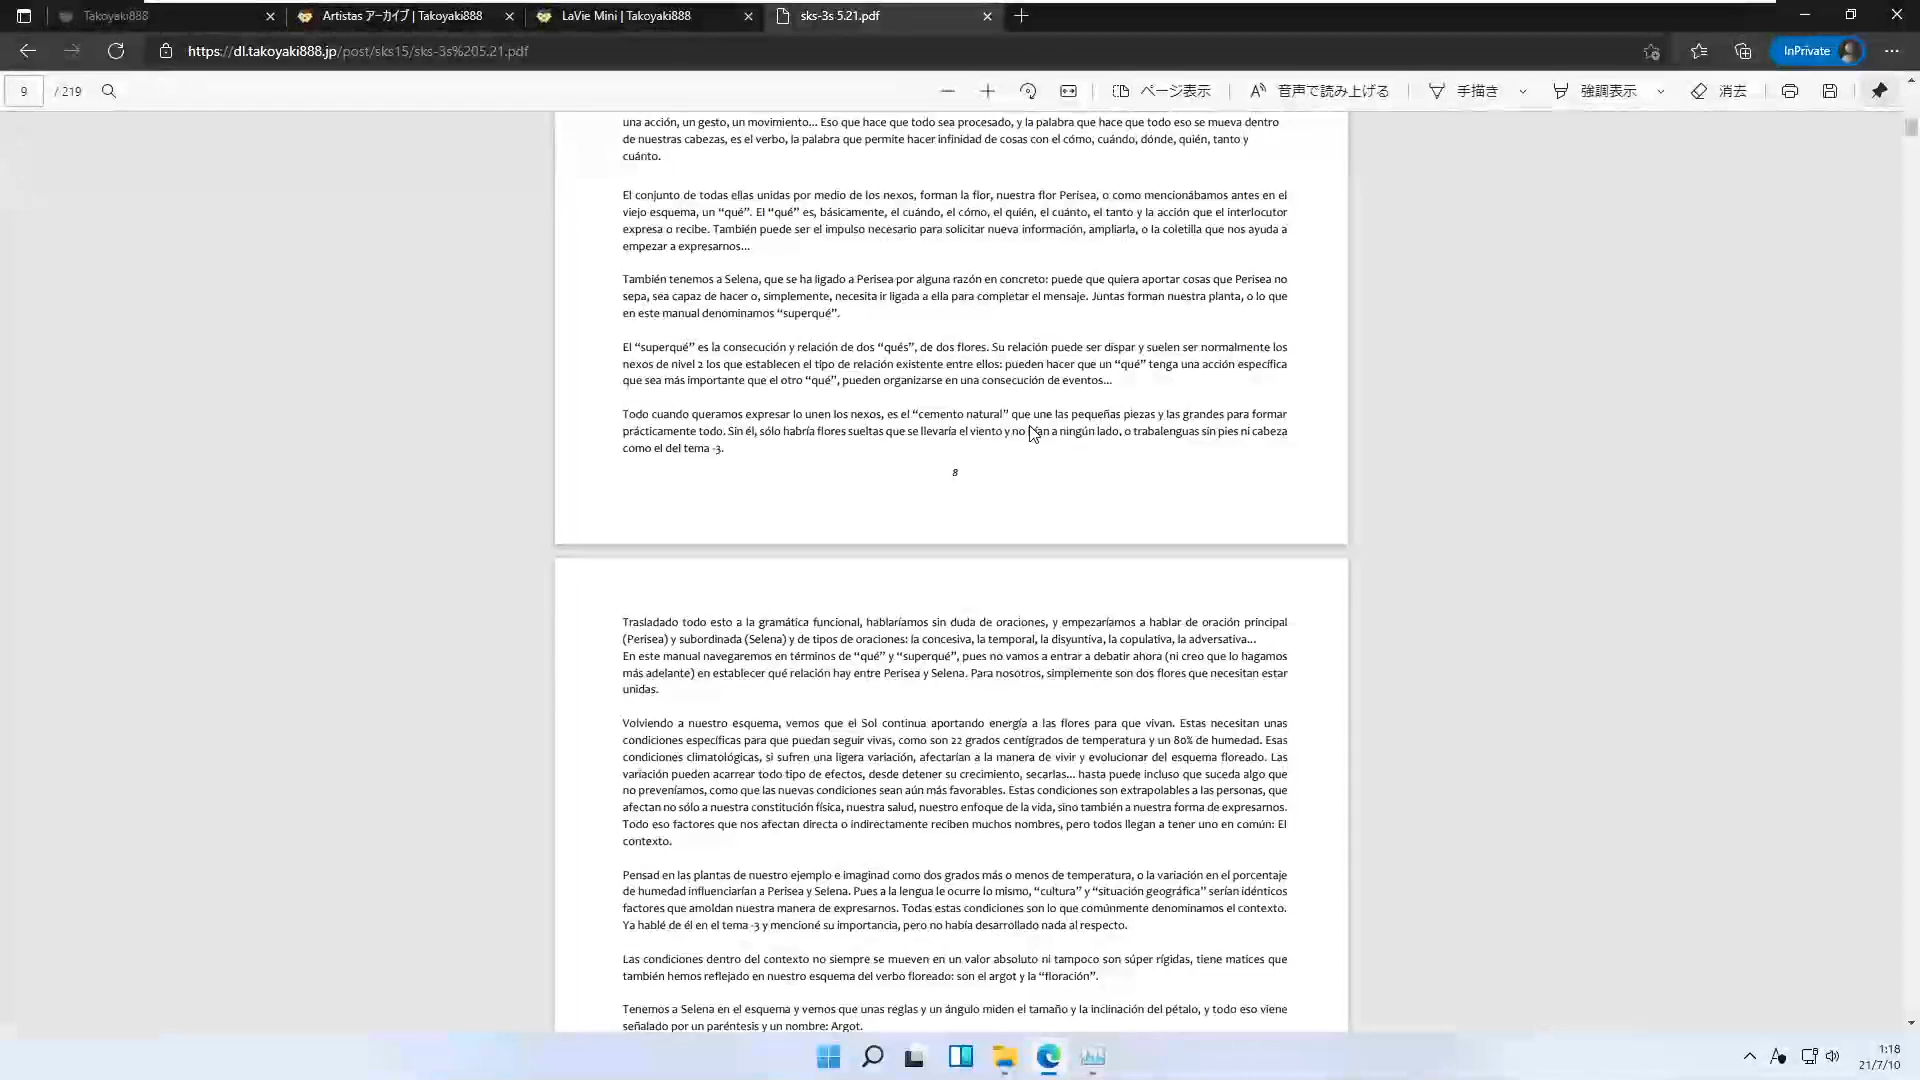 Takoyaki888
Artistas アーカイブ | Takoyaki888
LaVie Mini | Takoyaki888
sks-3s 5.21.pdf
https://dl.takoyaki888.jp/post/sks15/sks-3s%205.21.pdf
InPrivate
9 / 219
ページ表示
音声で読み上げる
手描き
強調表示
消去
una acción, un gesto, un movimiento... Eso que hace que todo sea procesado, y la palabra que hace que todo eso se mueva dentro
de nuestras cabezas, es el verbo, la palabra que permite hacer infinidad de cosas con el cómo, cuándo, dónde, quién, tanto y
cuánto.
El conjunto de todas ellas unidas por medio de los nexos, forman la flor, nuestra flor Perisea, o como mencionábamos antes en el
viejo esquema, un “qué”. El “qué” es, básicamente, el cuándo, el cómo, el quién, el cuánto, el tanto y la acción que el interlocutor
expresa o recibe. También puede ser el impulso necesario para solicitar nueva información, ampliarla, o la coletilla que nos ayuda a
empezar a expresarnos...
También tenemos a Selena, que se ha ligado a Perisea por alguna razón en concreto: puede que quiera aportar cosas que Perisea no
sepa, sea capaz de hacer o, simplemente, necesita ir ligada a ella para completar el mensaje. Juntas forman nuestra planta, o lo que
en este manual denominamos “superqué”.
El “superqué” es la consecución y relación de dos “qués”, de dos flores. Su relación puede ser dispar y suelen ser normalmente los
nexos de nivel 2 los que establecen el tipo de relación existente entre ellos: pueden hacer que un “qué” tenga una acción específica
que sea más importante que el otro “qué”, pueden organizarse en una consecución de eventos...
Todo cuando queramos expresar lo unen los nexos, es el “cemento natural” que une las pequeñas piezas y las grandes para formar
prácticamente todo. Sin él, sólo habría flores sueltas que se llevaría el viento y no a ningún lado, o trabalenguas sin pies ni cabeza
como el del tema -3.
8
Trasladado todo esto a la gramática funcional, hablaríamos sin duda de oraciones, y empezaríamos a hablar de oración principal
(Perisea) y subordinada (Selena) y de tipos de oraciones: la concesiva, la temporal, la disyuntiva, la copulativa, la adversativa...
En este manual navegaremos en términos de “qué” y “superqué”, pues no vamos a entrar a debatir ahora (ni creo que lo hagamos
más adelante) en establecer qué relación hay entre Perisea y Selena. Para nosotros, simplemente son dos flores que necesitan estar
unidas.
Volviendo a nuestro esquema, vemos que el Sol continua aportando energía a las flores para que vivan. Estas necesitan unas
condiciones específicas para que puedan seguir vivas, como son 22 grados centígrados de temperatura y un 80% de humedad. Esas
condiciones climatológicas, si sufren una ligera variación, afectarían a la manera de vivir y evolucionar del esquema floreado. Las
variación pueden acarrear todo tipo de efectos, desde detener su crecimiento, secarlas... hasta puede incluso que suceda algo que
no preveníamos, como que las nuevas condiciones sean aún más favorables. Estas condiciones son extrapolables a las personas, que
afectan no sólo a nuestra constitución física, nuestra salud, nuestro enfoque de la vida, sino también a nuestra forma de expresarnos.
Todo eso factores que nos afectan directa o indirectamente reciben muchos nombres, pero todos llegan a tener uno en común: El
contexto.
Pensad en las plantas de nuestro ejemplo e imaginad como dos grados más o menos de temperatura, o la variación en el porcentaje
de humedad influenciarían a Perisea y Selena. Pues a la lengua le ocurre lo mismo, “cultura” y “situación geográfica” serían idénticos
factores que amoldan nuestra manera de expresarnos. Todas estas condiciones son lo que comúnmente denominamos el contexto.
Ya hablé de él en el tema -3 y mencioné su importancia, pero no había desarrollado nada al respecto.
Las condiciones dentro del contexto no siempre se mueven en un valor absoluto ni tampoco son súper rígidas, tiene matices que
también hemos reflejado en nuestro esquema del verbo floreado: son el argot y la “floración”.
Tenemos a Selena en el esquema y vemos que unas reglas y un ángulo miden el tamaño y la inclinación del pétalo, y todo eso viene
señalado por un paréntesis y un nombre: Argot.
1:18
21/7/10